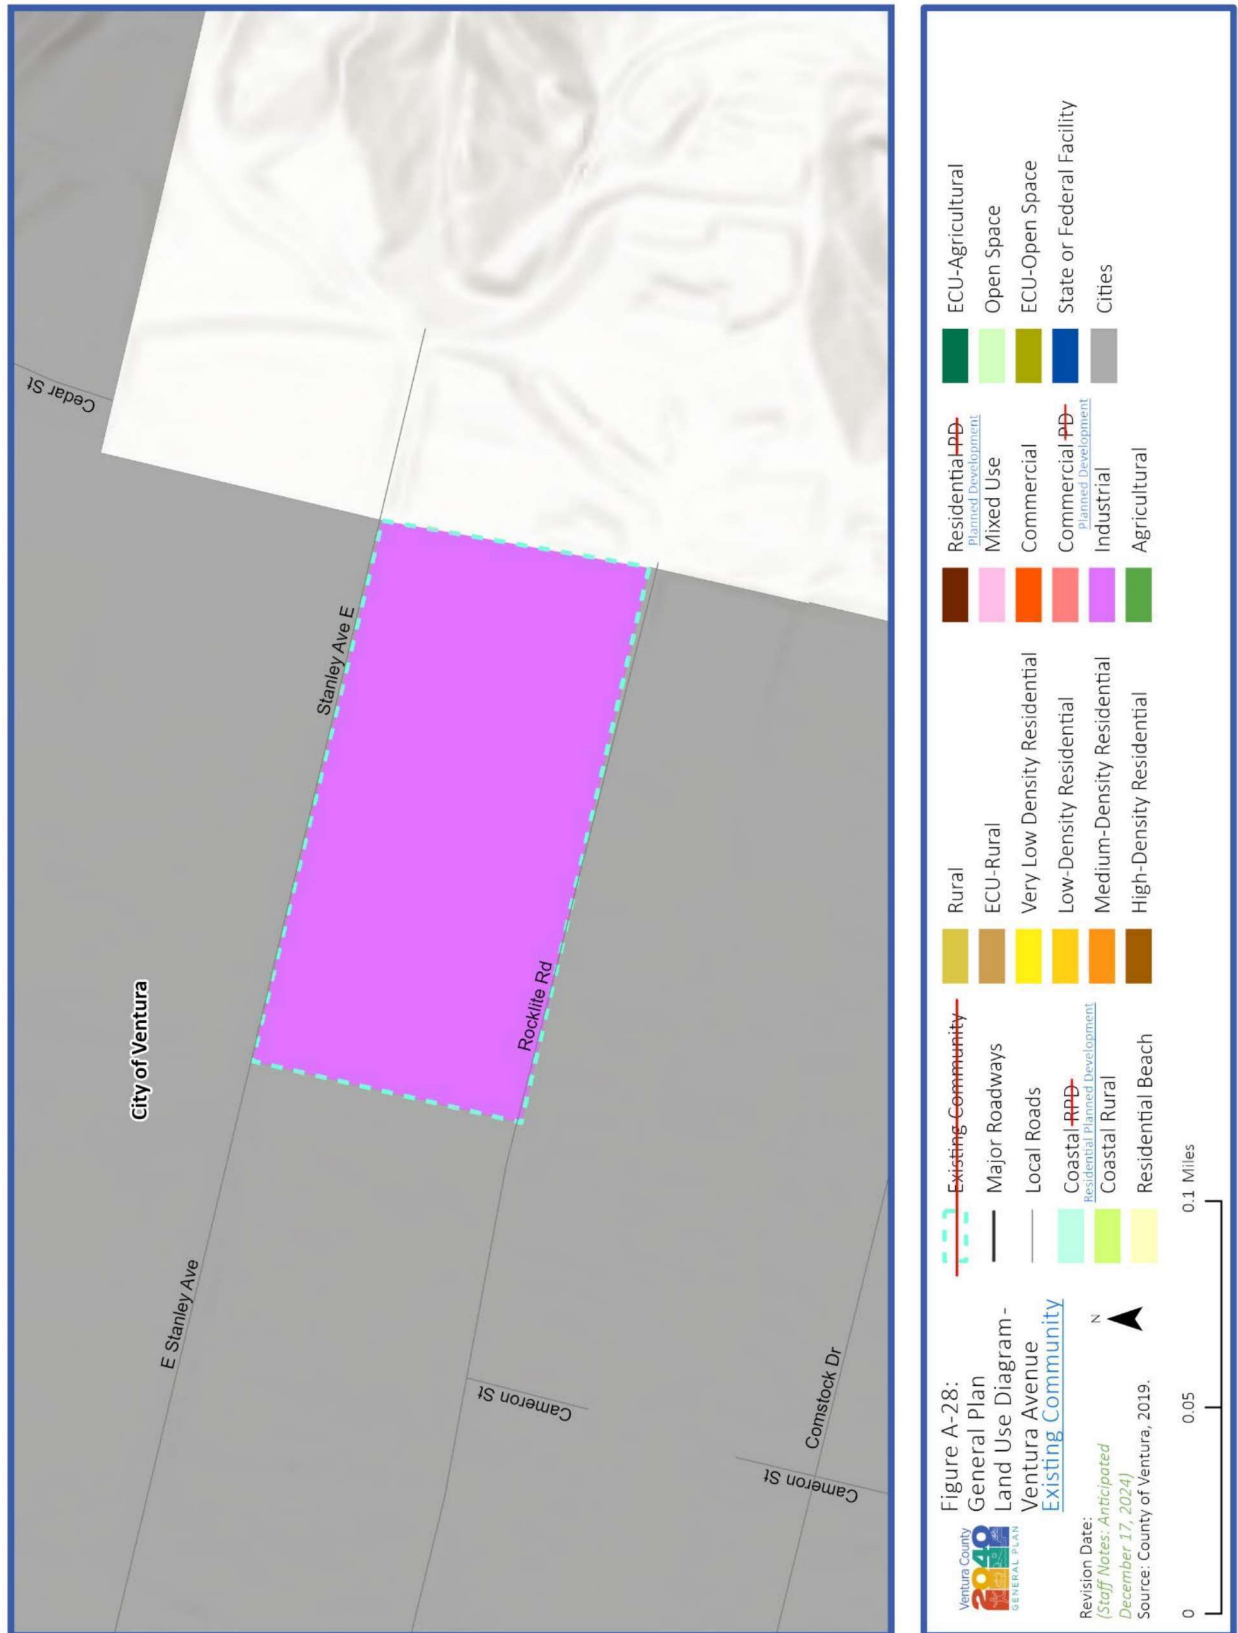 City of Ventura
Cedar St
Stanley Ave E
Rocklite Rd
E Stanley Ave
Cameron St
Cameron St
Comstock Dr
Ventura County
2040
GENERAL PLAN
Figure A-28:
General Plan
Land Use Diagram-
Ventura Avenue
Existing Community
Revision Date:
(Staff Notes: Anticipated
December 17, 2024)
Source: County of Ventura, 2019.
N
0
0.05
0.1 Miles
Existing Community
Major Roadways
Local Roads
Coastal RPD
Residential Planned Development
Coastal Rural
Residential Beach
Rural
ECU-Rural
Very Low Density Residential
Low-Density Residential
Medium-Density Residential
High-Density Residential
Residential PD
Planned Development
Mixed Use
Commercial
Commercial PD
Planned Development
Industrial
Agricultural
ECU-Agricultural
Open Space
ECU-Open Space
State or Federal Facility
Cities